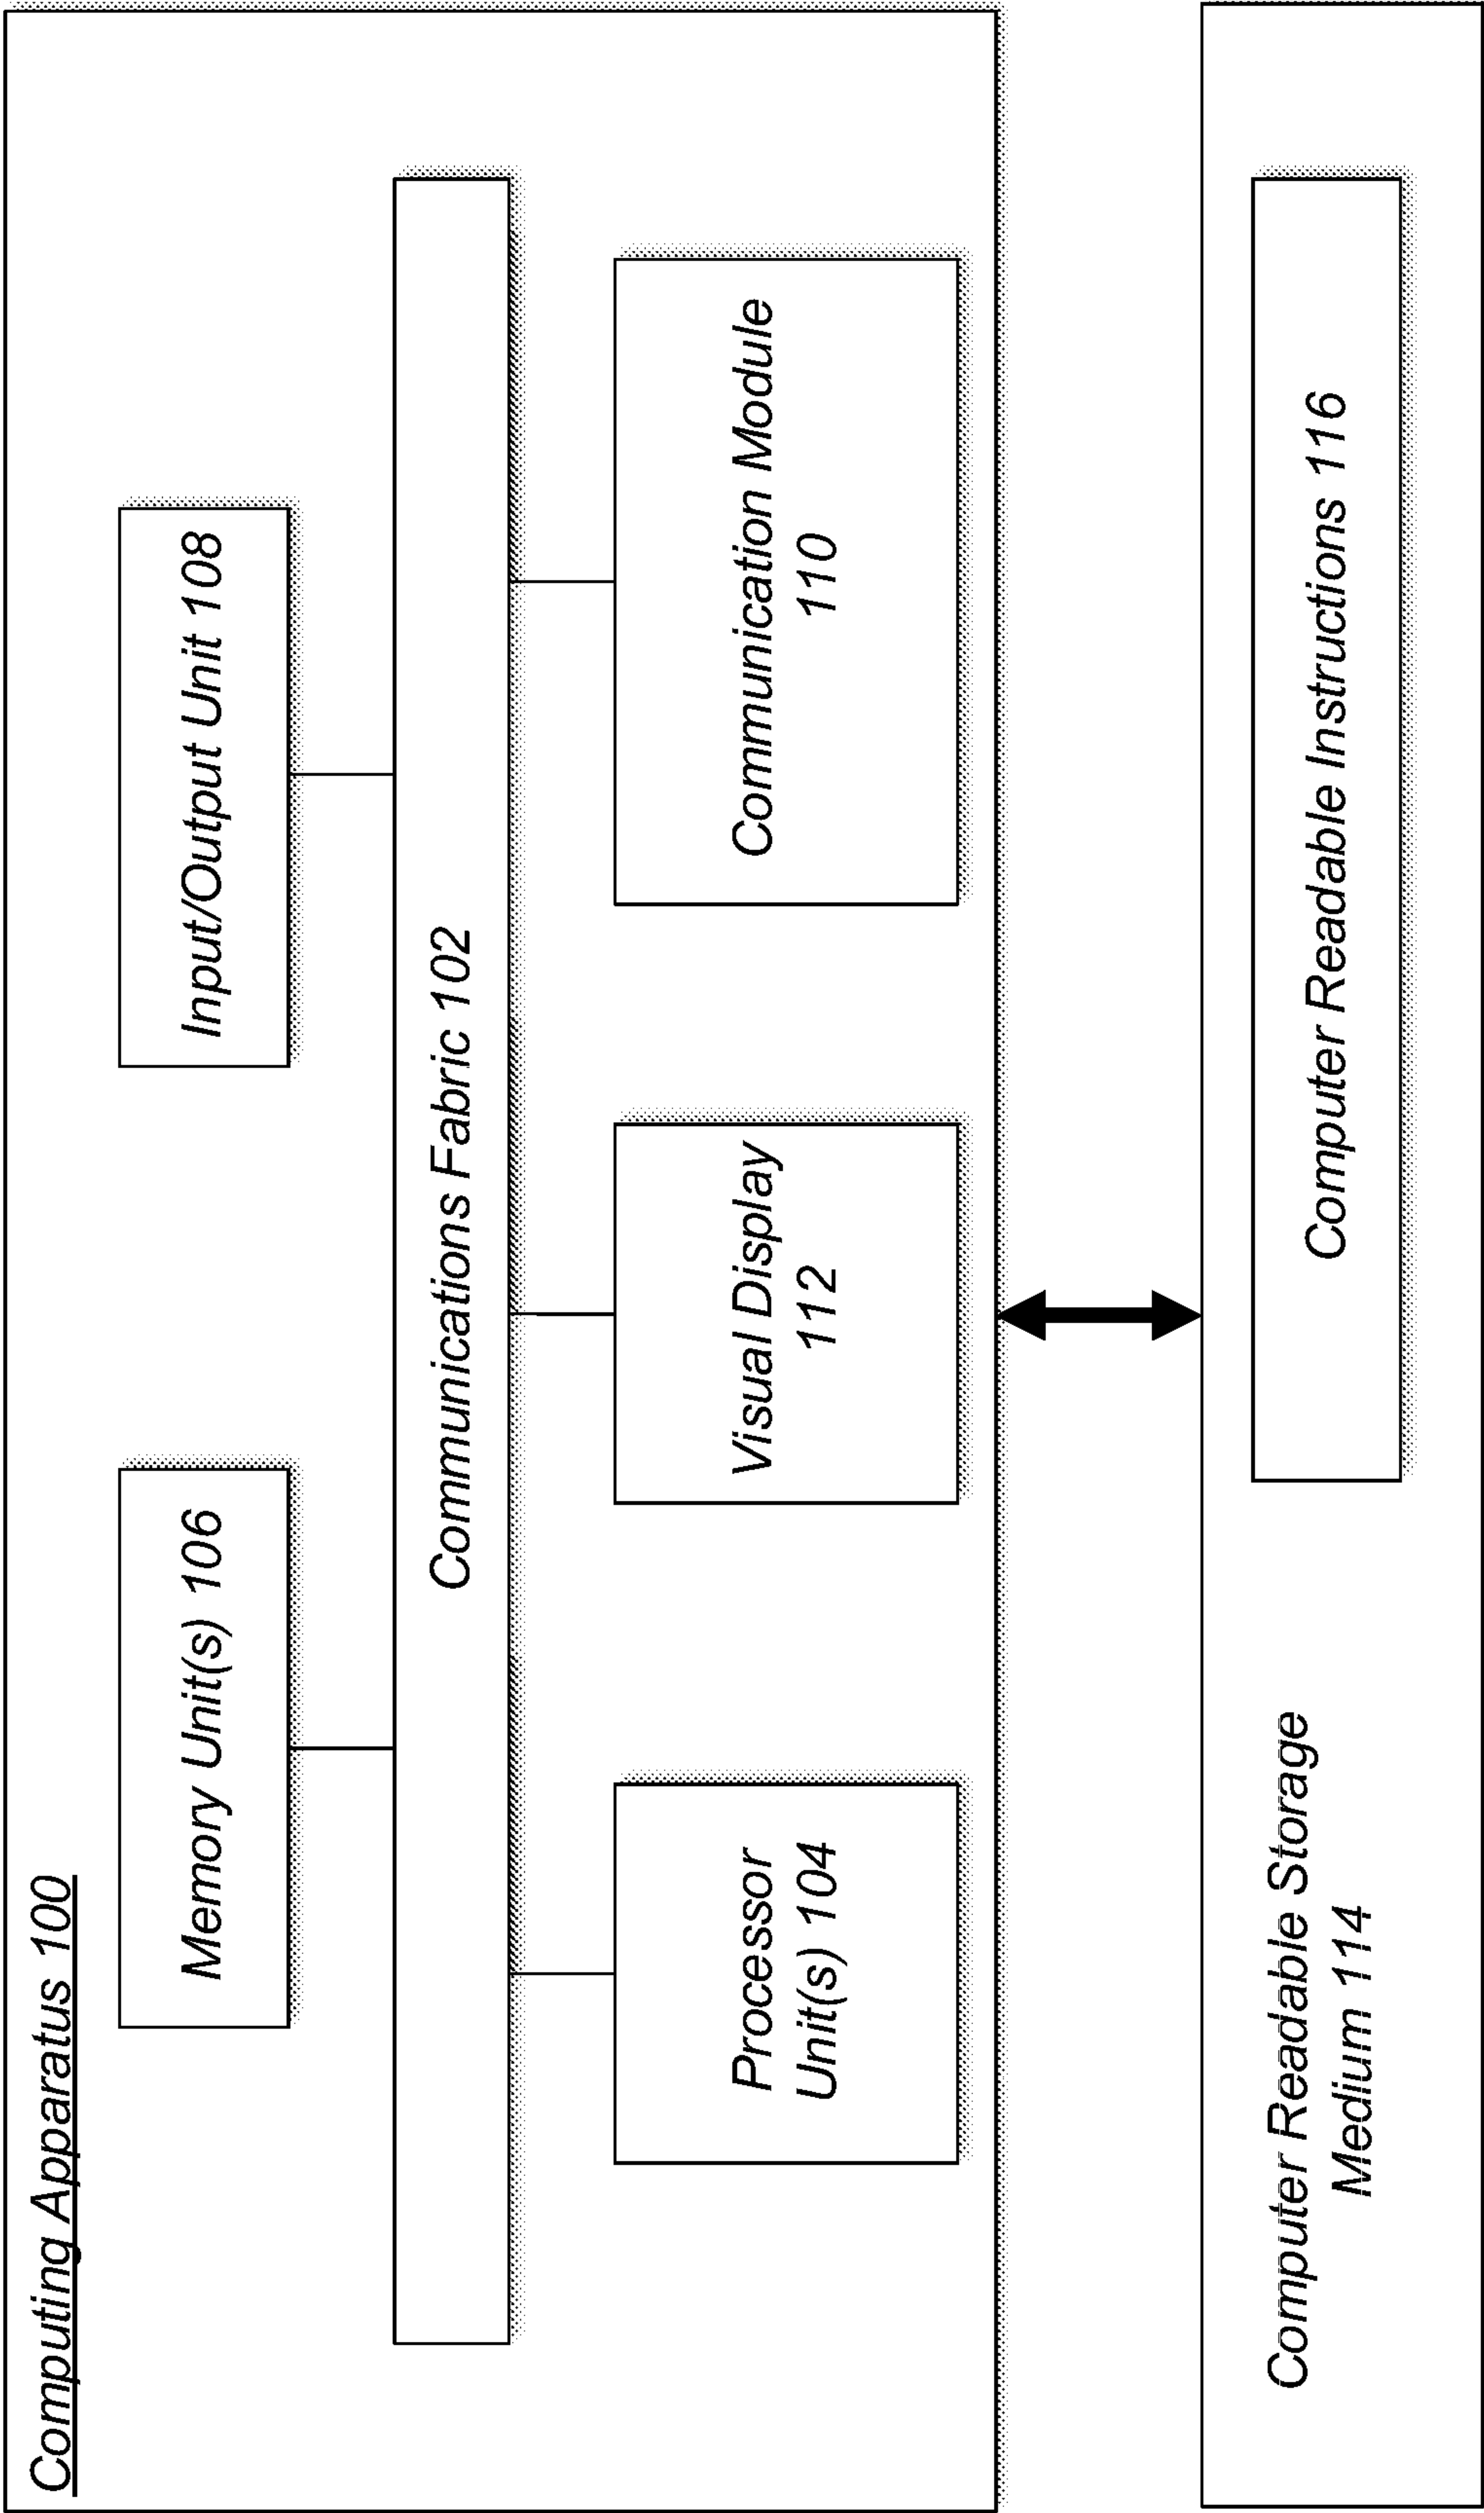 Computing Apparatus 100
Memory Unit(s) 106
Input/Output Unit 108
Communications Fabric 102
Processor
Unit(s) 104
Visual Display
112
Communication Module
110
Computer Readable Storage
Medium 114
Computer Readable Instructions 116